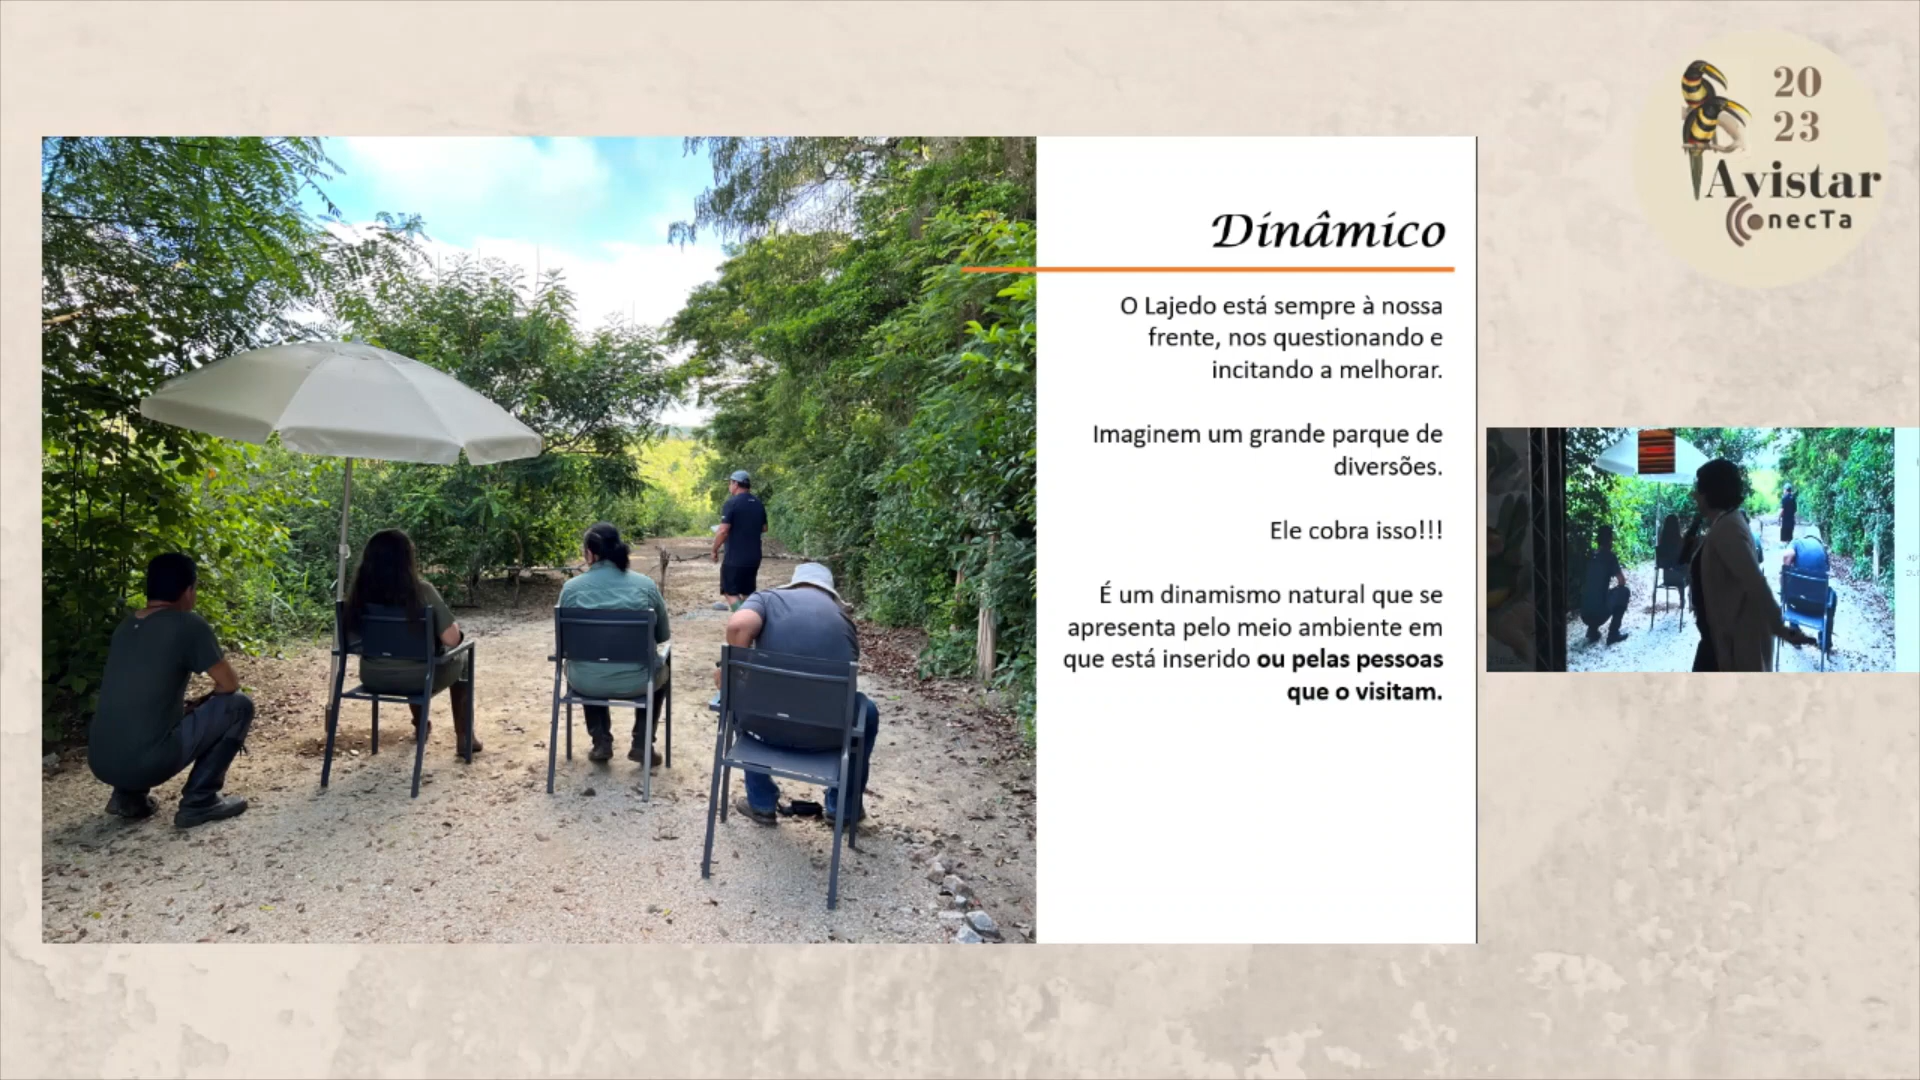 20
23
Avistar
ConecTa
Dinâmico
O Lajedo está sempre à nossa
frente, nos questionando e
incitando a melhorar.
Imaginem um grande parque de
diversões.
Ele cobra isso!!!
É um dinamismo natural que se
apresenta pelo meio ambiente em
que está inserido ou pelas pessoas
que o visitam.